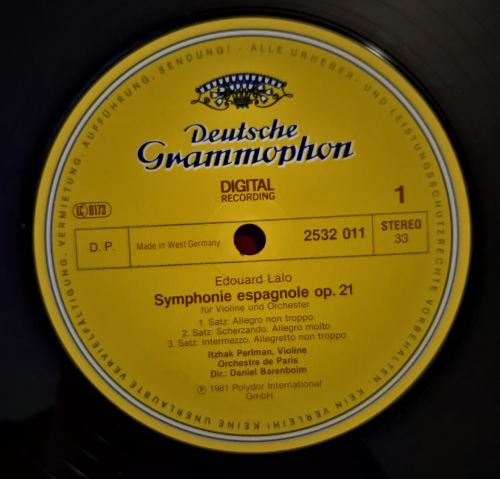 ALLE URHEBER- UND LEISTUNGSSCHUTZRECHTE VORBEHALTEN. KEIN VERLEIH! KEINE UNERLAUBTE VERVIELFÄLTIGUNG, VERMIETUNG, AUFFÜHRUNG, SENDUNG! -
Deutsche
Grammophon
DIGITAL
RECORDING
1
LC 0173
D. P.
Made in West Germany
2532 011
STEREO
33
Edouard Lalo
Symphonie espagnole op. 21
für Violine und Orchester
1. Satz: Allegro non troppo
2. Satz: Scherzando. Allegro molto
3. Satz: Intermezzo. Allegretto non troppo
Itzhak Perlman, Violine
Orchestre de Paris
Dir.: Daniel Barenboim
Ⓟ 1981 Polydor International
GmbH